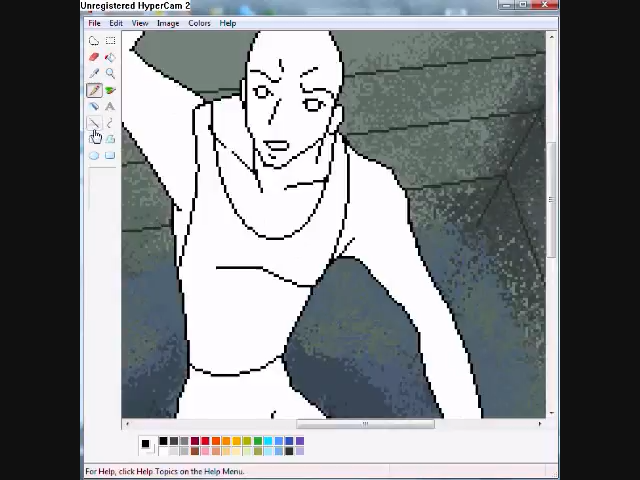 Unregistered HyperCam 2
File Edit View Image Colors Help
A
For Help, click Help Topics on the Help Menu.